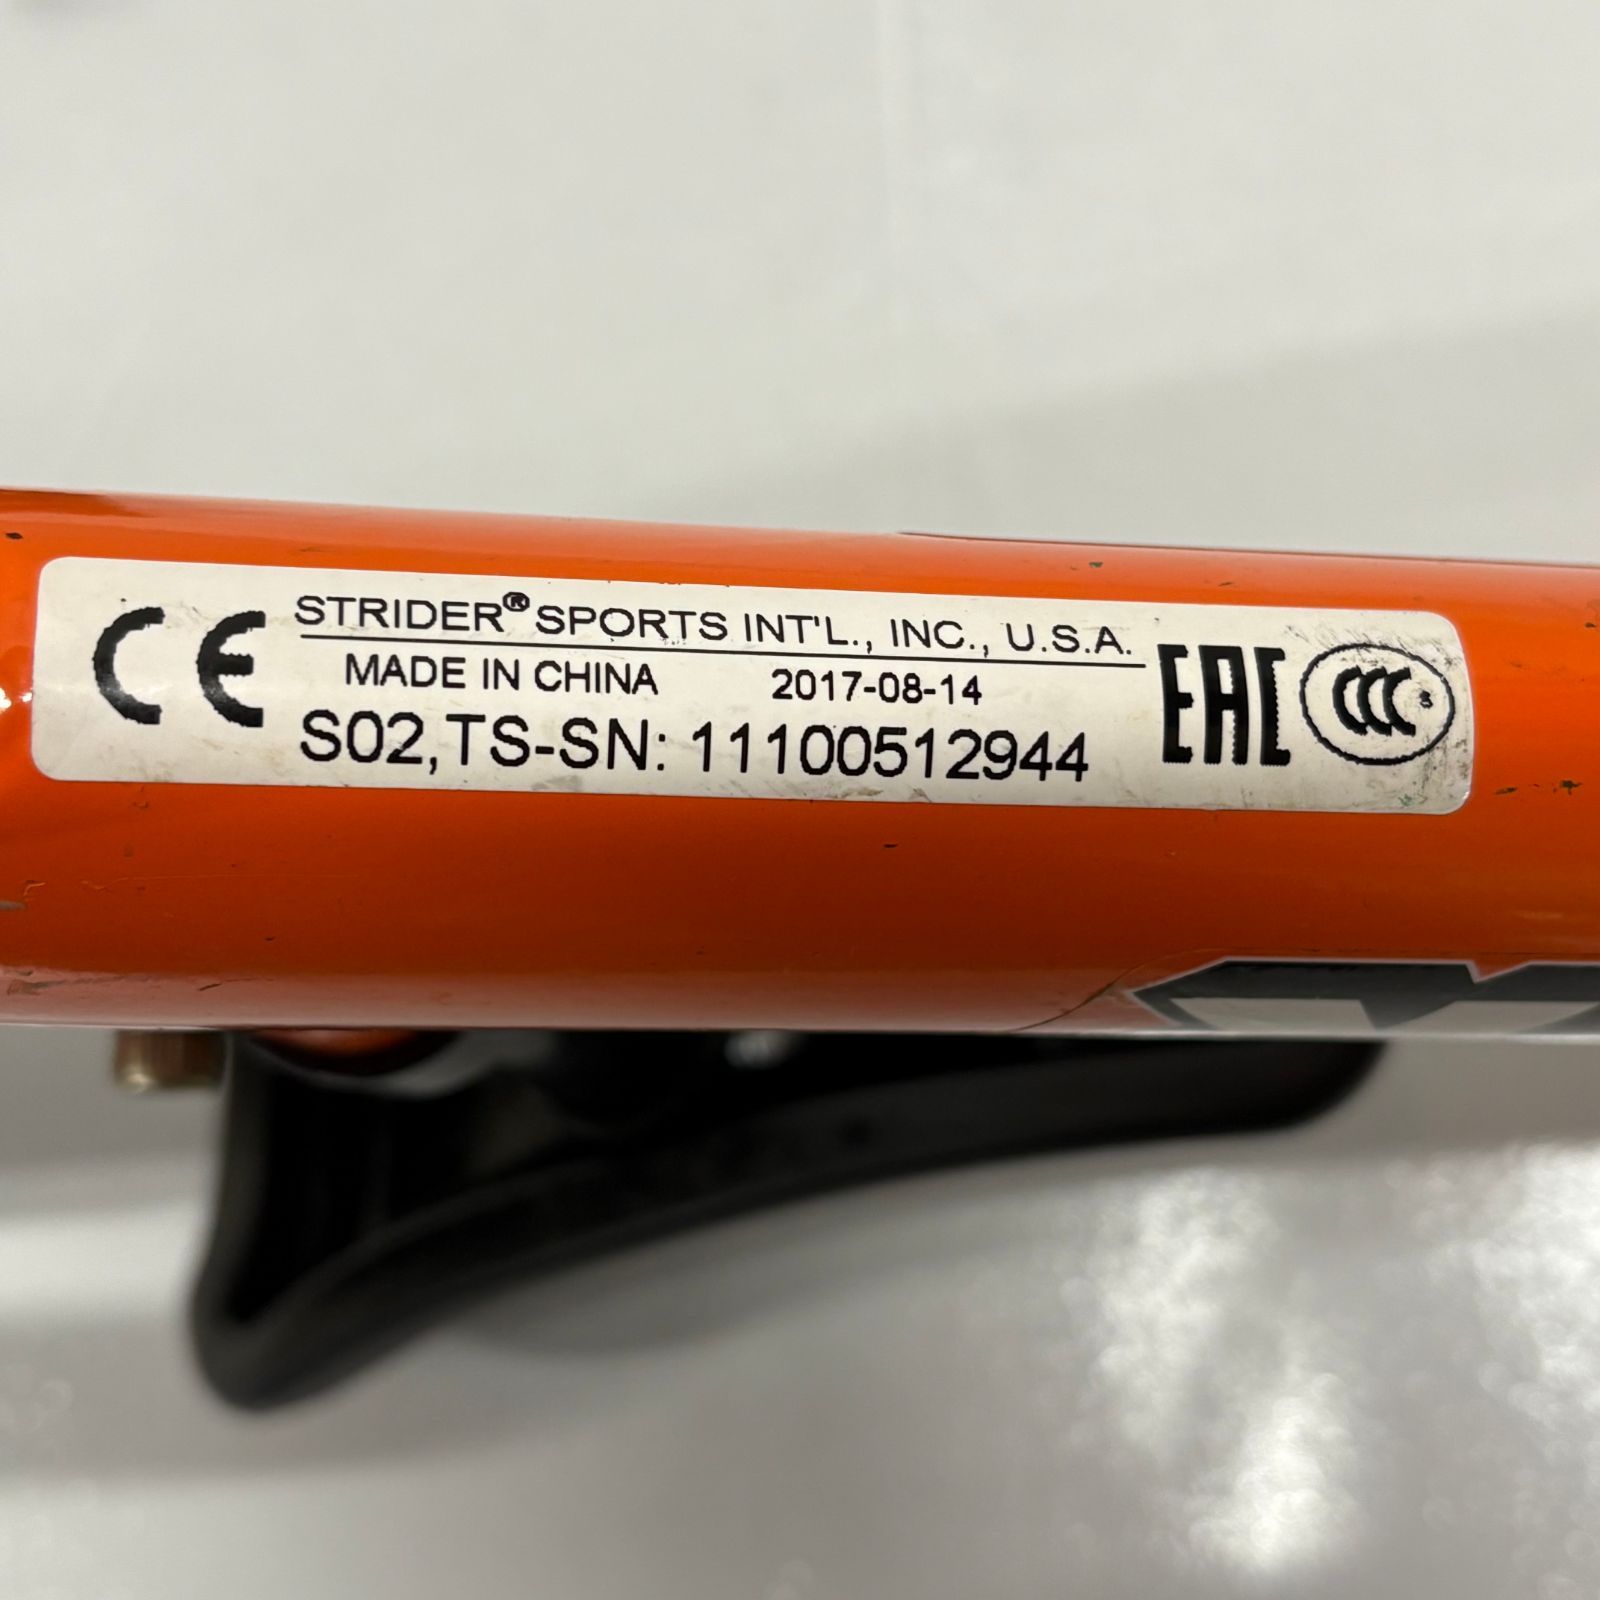 CE
STRIDER® SPORTS INT'L., INC., U.S.A.
MADE IN CHINA 2017-08-14
S02,TS-SN: 11100512944
EAC
CCC